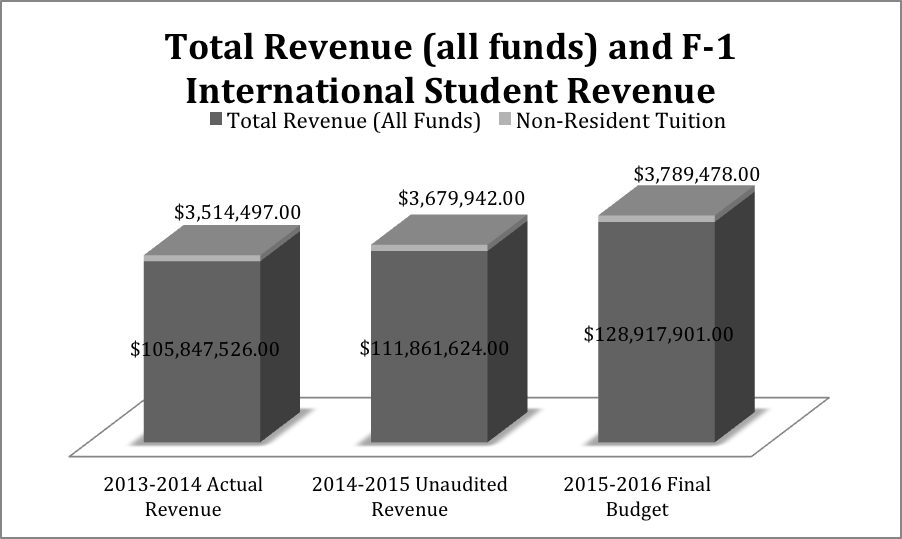 Total Revenue (all funds) and F-1
International Student Revenue
Total Revenue (All Funds) Non-Resident Tuition
$3,514,497.00
$3,679,942.00
$3,789,478.00
$105,847,526.00
$111,861,624.00
$128,917,901.00
2013-2014 Actual
Revenue
2014-2015 Unaudited
Revenue
2015-2016 Final
Budget